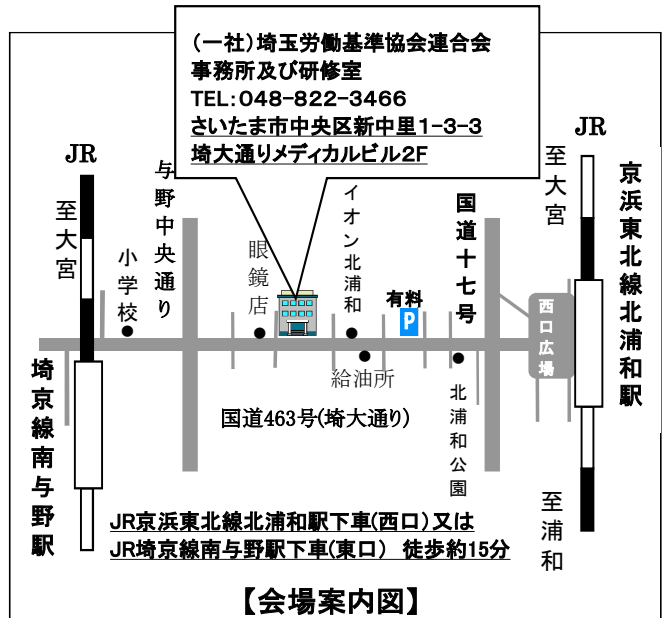 (一社)埼玉労働基準協会連合会
事務所及び研修室
TEL:048-822-3466
さいたま市中央区新中里1-3-3
埼大通りメディカルビル2F
JR
至大宮
小学校
与野中央通り
眼鏡店
イオン北浦和
有料
P
国道十七号
JR
至大宮
京浜東北線北浦和駅
西口広場
埼京線南与野駅
給油所
北浦和公園
国道463号(埼大通り)
至浦和
JR京浜東北線北浦和駅下車(西口)又は
JR埼京線南与野駅下車(東口) 徒歩約15分
【会場案内図】